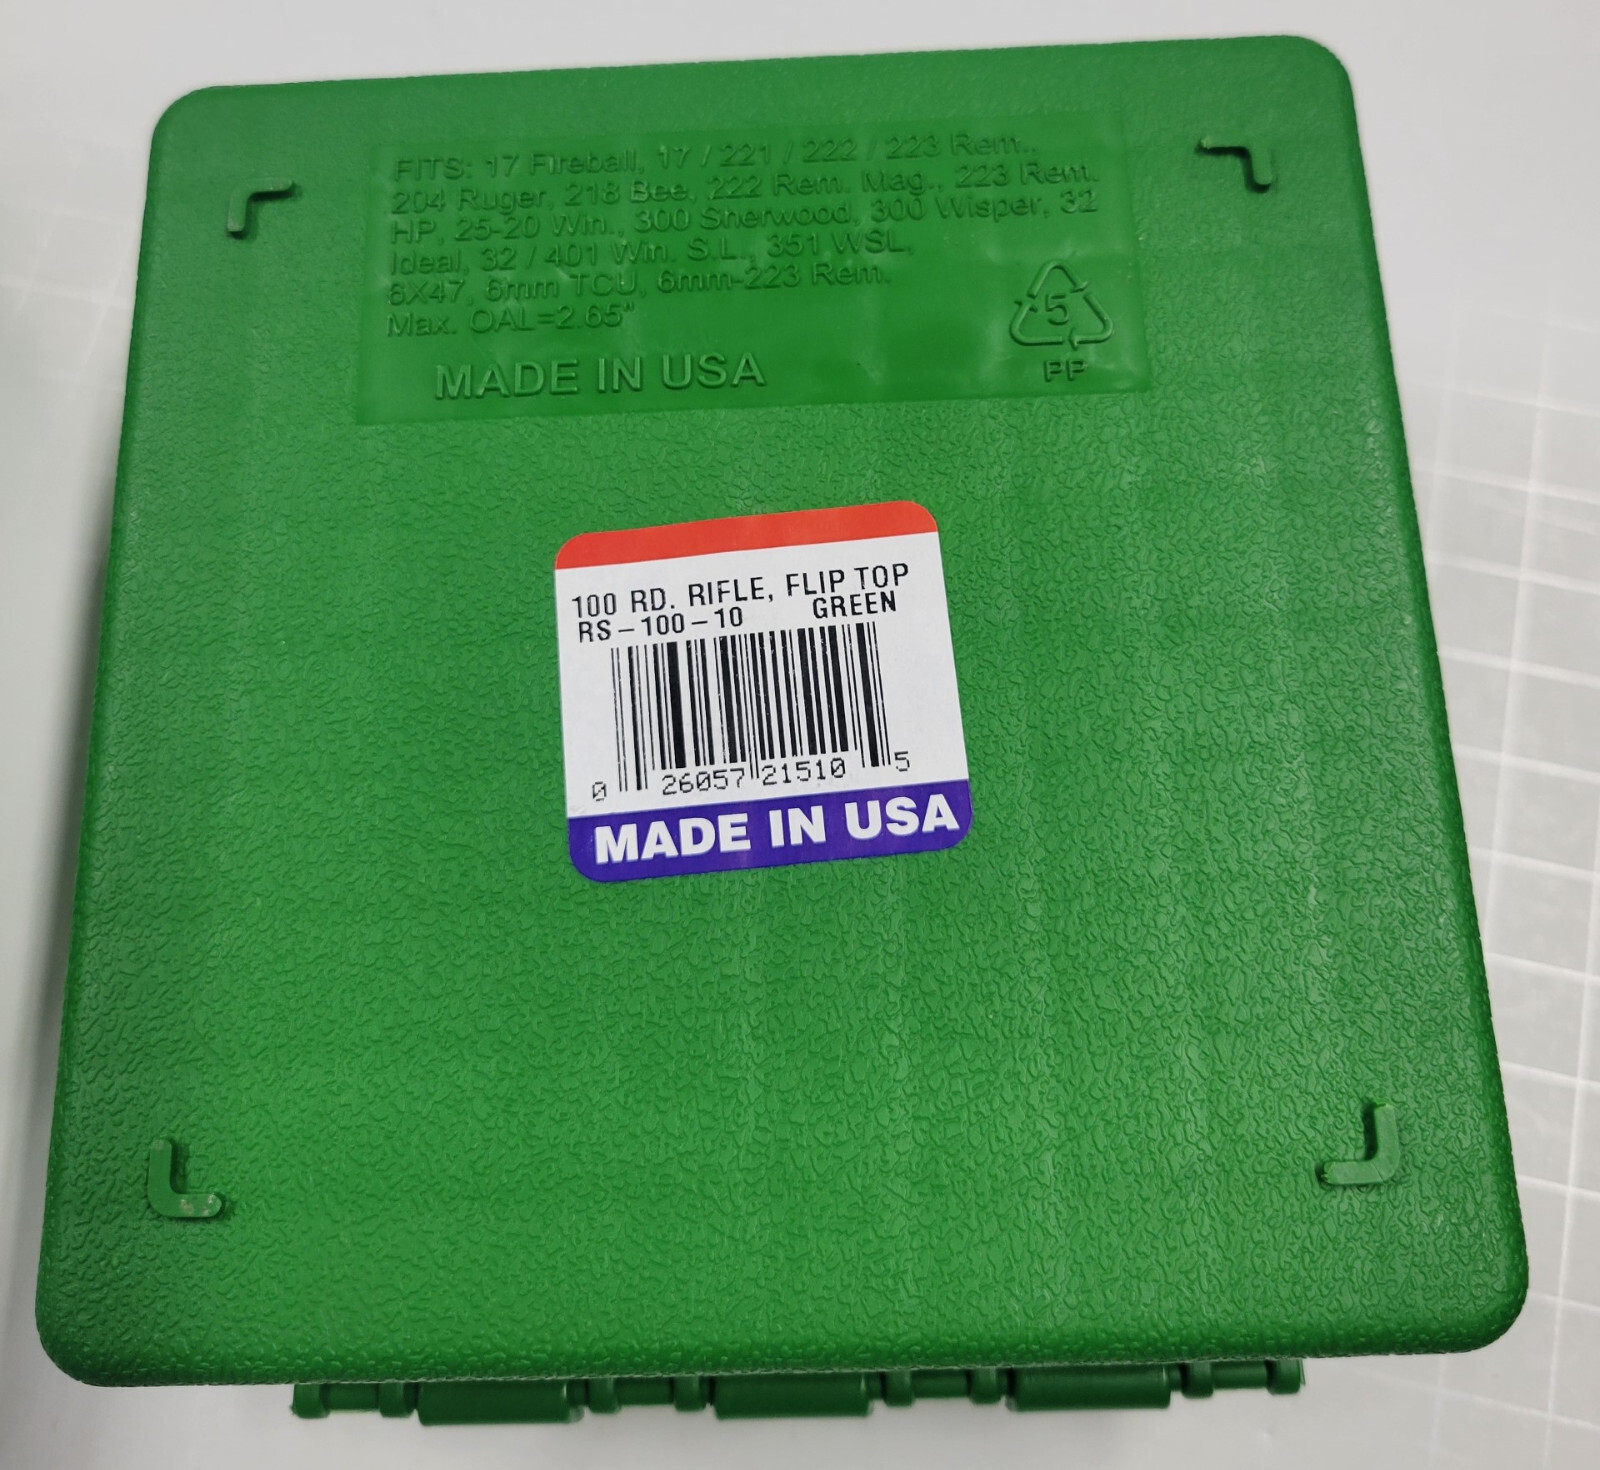 FITS: 17 Fireball, 17 / 221 / 222 / 223 Rem.,
204 Ruger, 218 Bee, 222 Rem. Mag., 223 Rem.
HP, 25-20 Win., 300 Sherwood, 300 Wisper, 32
Ideal, 32 / 401 Win. S.L., 351 WSL,
6X47, 6mm TCU, 6mm-223 Rem.
Max. OAL=2.65"
MADE IN USA
5
PP
100 RD. RIFLE, FLIP TOP
RS-100-10 GREEN
0 26057 21510 5
MADE IN USA